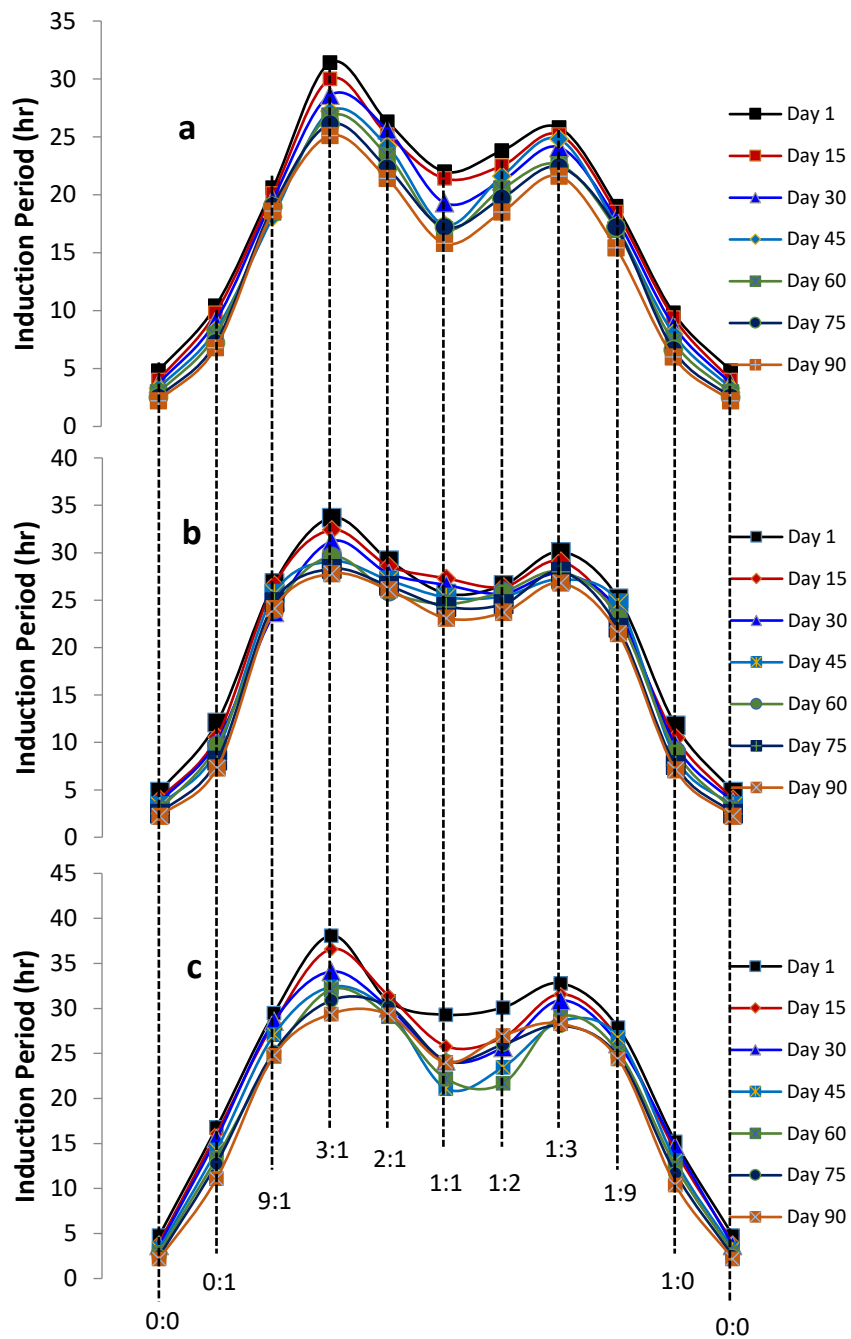 35
30
25
20
15
10
5
0
Induction Period (hr)
a
Day 1
Day 15
Day 30
Day 45
Day 60
Day 75
Day 90
40
35
30
25
20
15
10
5
0
Induction Period (hr)
b
Day 1
Day 15
Day 30
Day 45
Day 60
Day 75
Day 90
45
40
35
30
25
20
15
10
5
0
Induction Period (hr)
c
Day 1
Day 15
Day 30
Day 45
Day 60
Day 75
Day 90
0:0
0:1
9:1
3:1
2:1
1:1
1:2
1:3
1:9
1:0
0:0